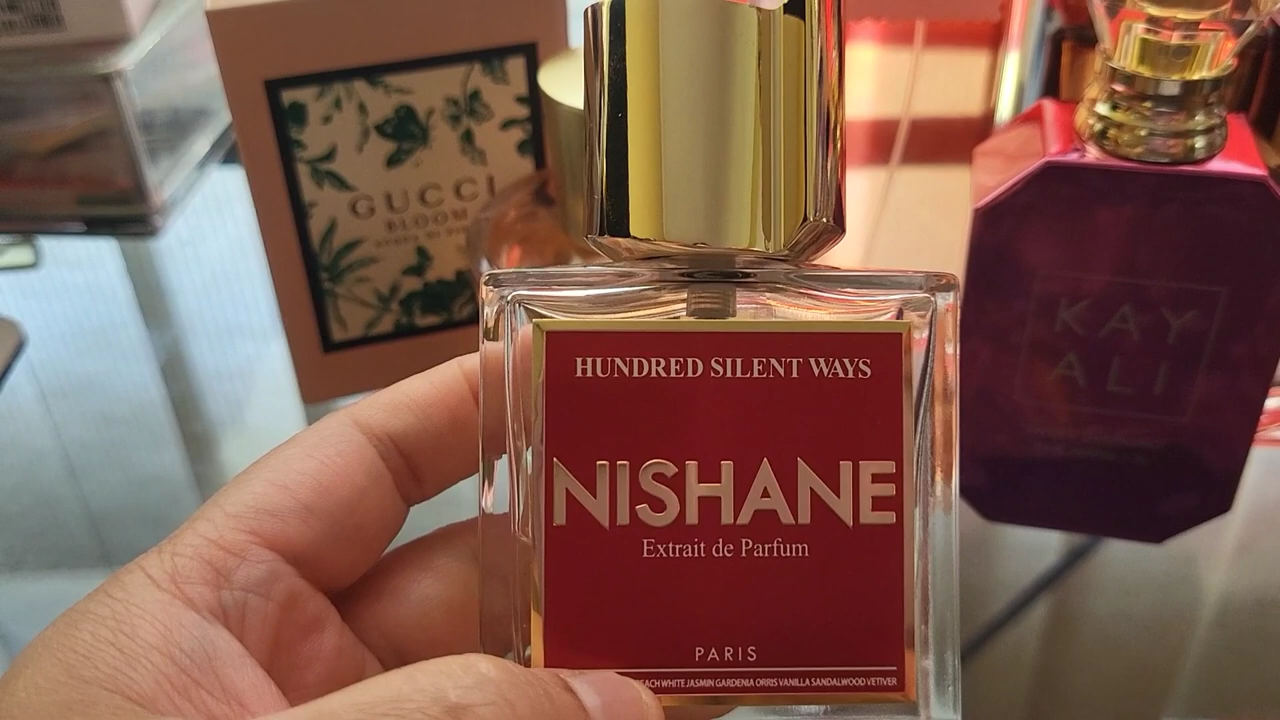 GUCCI
BLOOM
HUNDRED SILENT WAYS
NISHANE
Extrait de Parfum
PARIS
WHITE JASMIN GARDENIA ORRIS VANILLA SANDALWOOD VETIVER
KAY
ALI